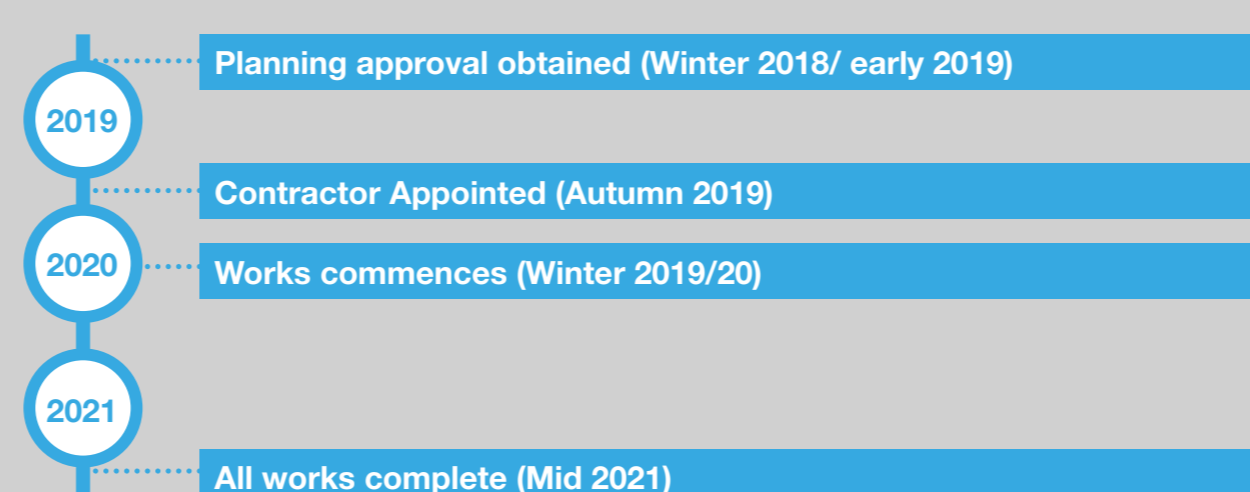 Planning approval obtained (Winter 2018/ early 2019)
2019
Contractor Appointed (Autumn 2019)
2020
Works commences (Winter 2019/20)
2021
All works complete (Mid 2021)